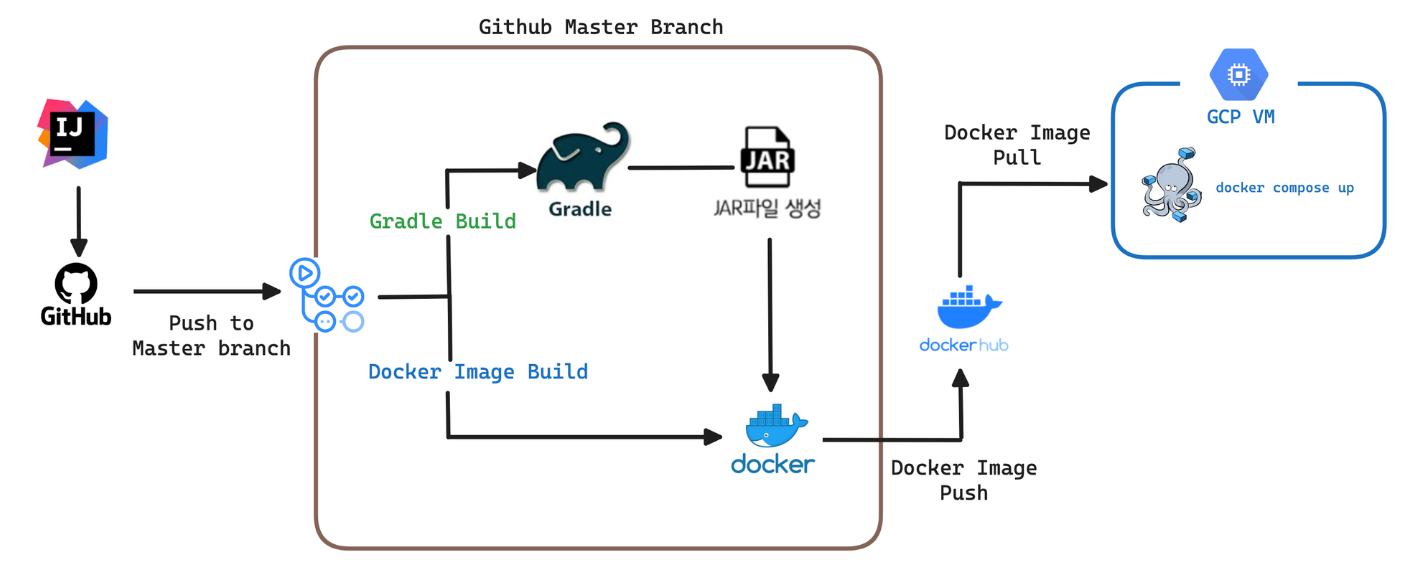 Github Master Branch
IJ
GitHub
Push to
Master branch
Gradle Build
Gradle
JAR
JAR파일 생성
Docker Image Build
docker
Docker Image
Push
docker hub
Docker Image
Pull
GCP VM
docker compose up